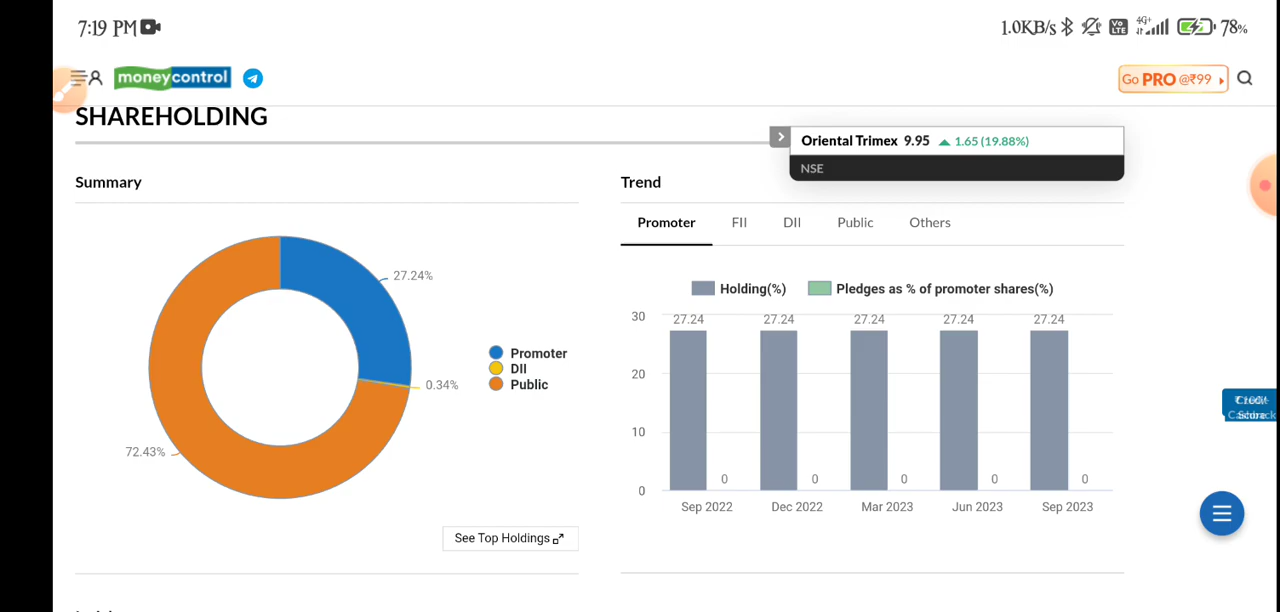 7:19 PM
1.0KB/s Vo LTE 4G+ 78%
moneycontrol
Go PRO @₹99
SHAREHOLDING
Oriental Trimex 9.95 1.65 (19.88%)
NSE
Summary
Trend
Promoter FII DII Public Others
27.24%
0.34%
72.43%
Promoter
DII
Public
See Top Holdings
Holding(%) Pledges as % of promoter shares(%)
30
20
10
0
27.24 27.24 27.24 27.24 27.24
0 0 0 0 0
Sep 2022 Dec 2022 Mar 2023 Jun 2023 Sep 2023